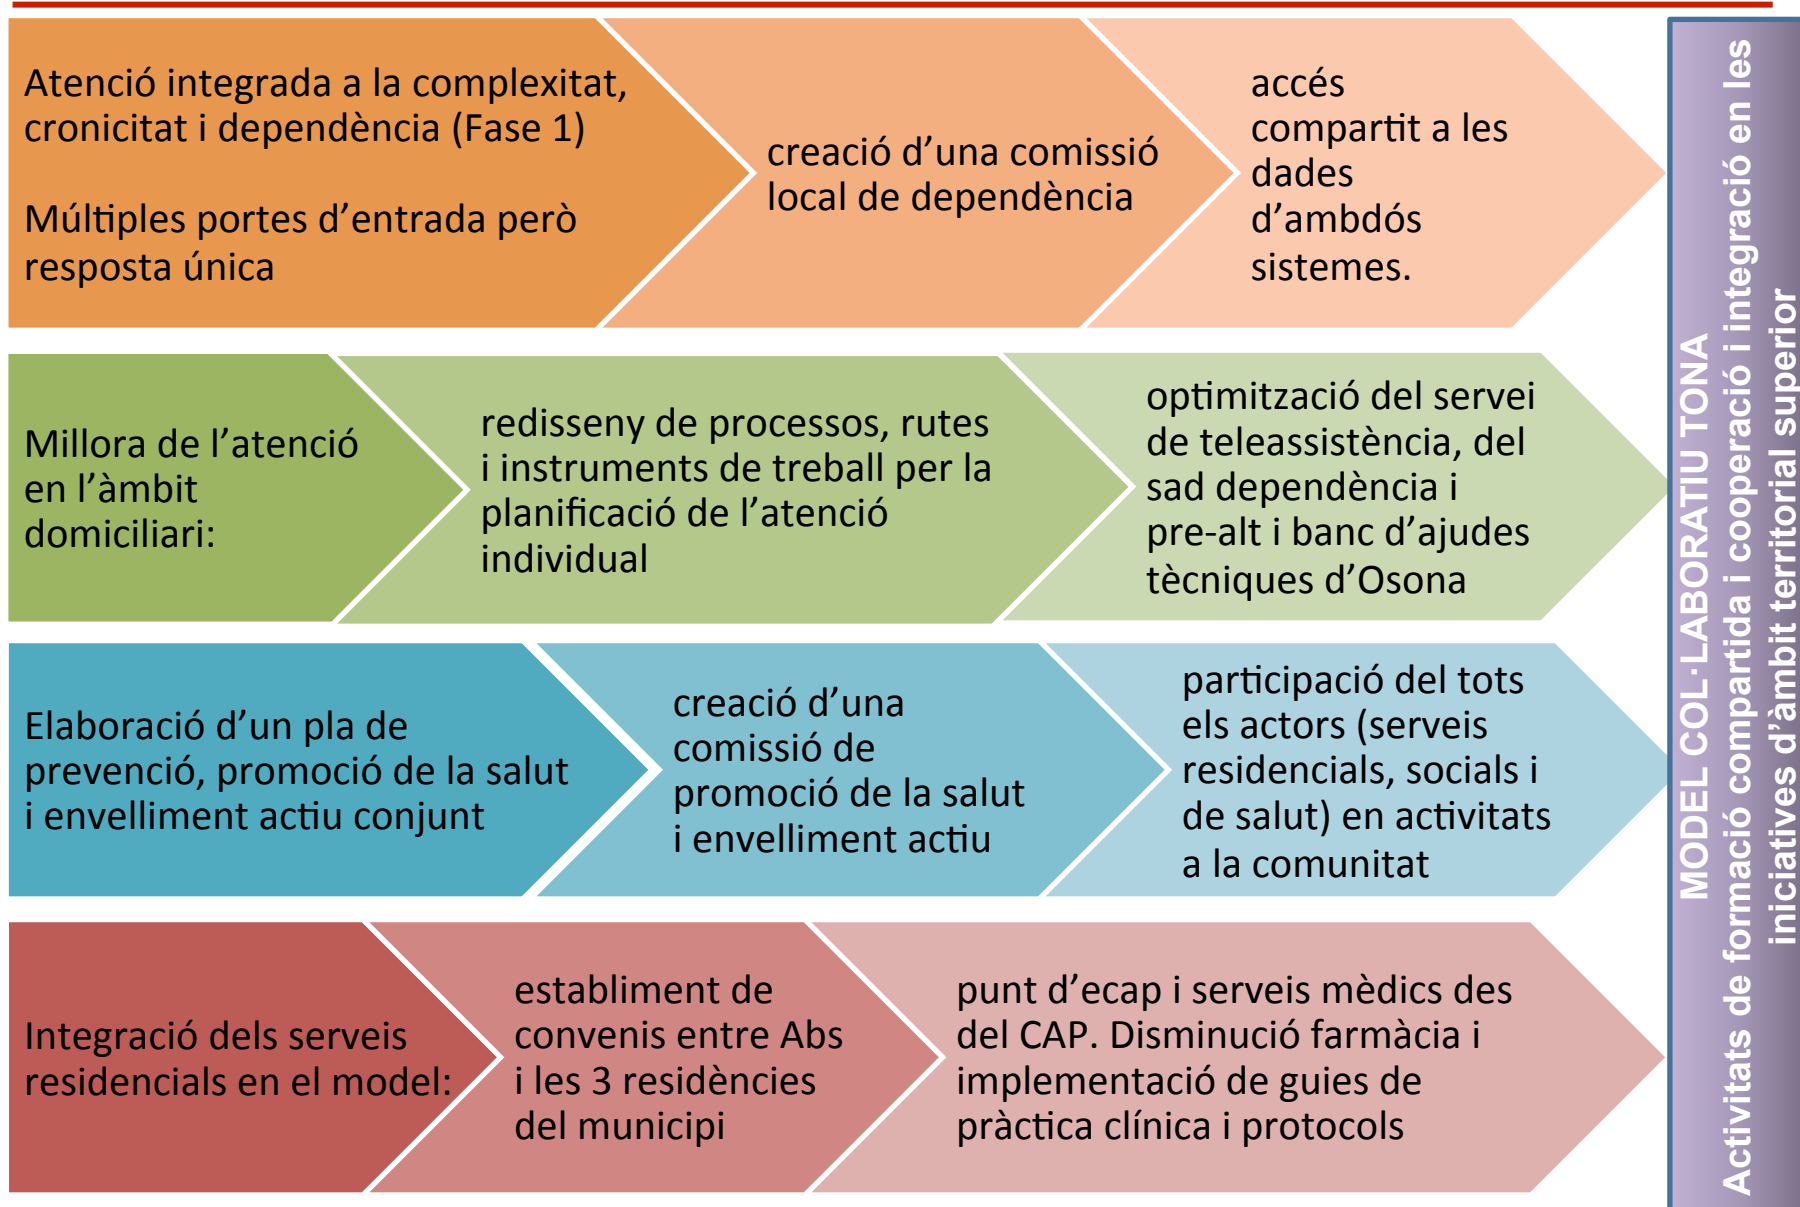 Atenció integrada a la complexitat,
cronicitat i dependència (Fase 1)
Múltiples portes d’entrada però
resposta única
creació d’una comissió
local de dependència
accés
compartit a les
dades
d’ambdós
sistemes.
Millora de l’atenció
en l’àmbit
domiciliari:
redisseny de processos, rutes
i instruments de treball per la
planificació de l’atenció
individual
optimització del servei
de teleassistència, del
sad dependència i
pre-alt i banc d’ajudes
tècniques d’Osona
Elaboració d’un pla de
prevenció, promoció de la salut
i envelliment actiu conjunt
creació d’una
comissió de
promoció de la salut
i envelliment actiu
participació del tots
els actors (serveis
residencials, socials i
de salut) en activitats
a la comunitat
Integració dels serveis
residencials en el model:
establiment de
convenis entre Abs
i les 3 residències
del municipi
punt d’ecap i serveis mèdics des
del CAP. Disminució farmàcia i
implementació de guies de
pràctica clínica i protocols
MODEL COL·LABORATIU TONA
Activitats de formació compartida i cooperació i integració en les
iniciatives d’àmbit territorial superior